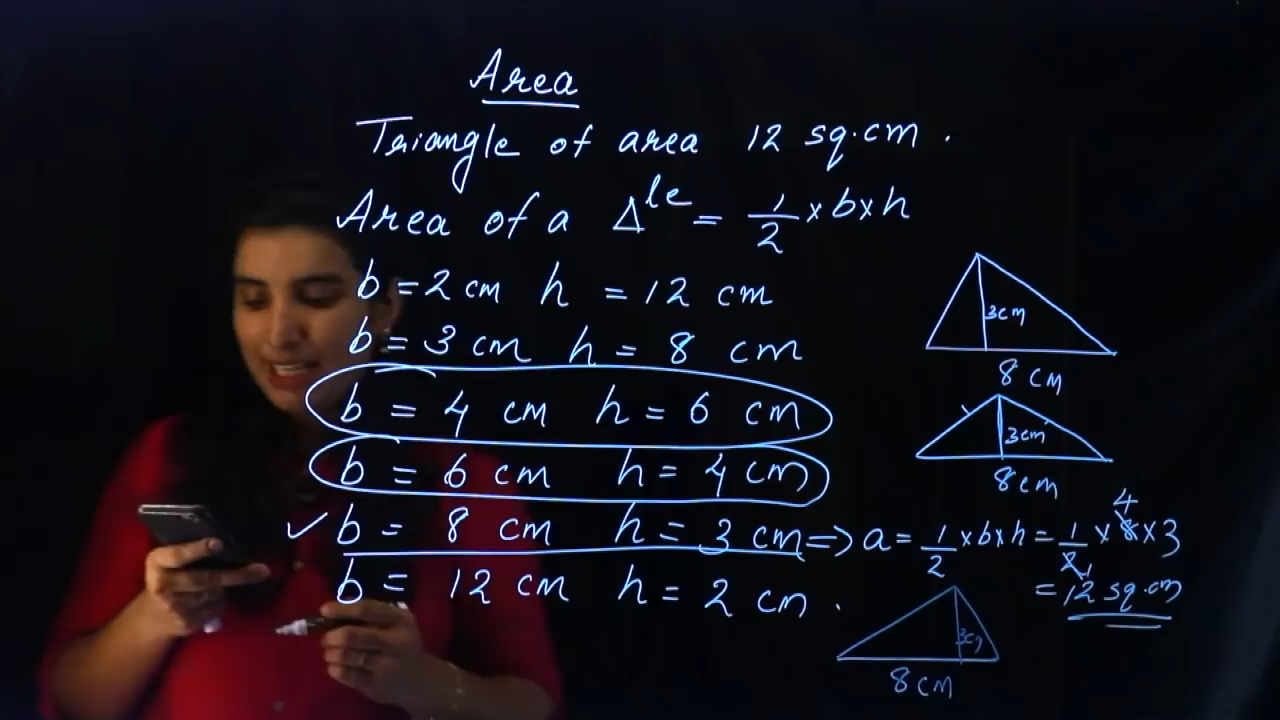 Area
Triangle of area 12 sq.cm.
Area of a Δle = 1/2 × b × h
b = 2 cm h = 12 cm
b = 3 cm h = 8 cm
b = 4 cm h = 6 cm
b = 6 cm h = 4 cm
✓ b = 8 cm h = 3 cm => a = 1/2 × b × h = 1/2 × 8 × 3
4
1
= 12 sq.cm
b = 12 cm h = 2 cm.
3cm
8 cm
3cm
8cm
3cm
8 cm